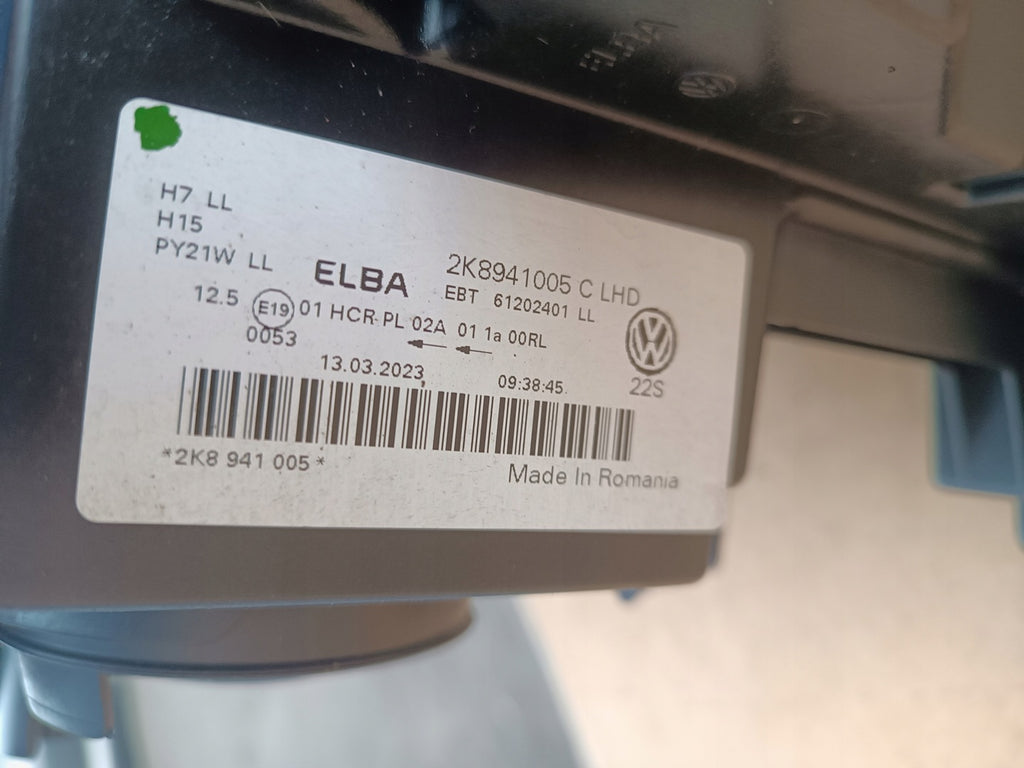 ELBA
H7 LL
H15
PY21W LL
ELBA
2K8941005 C LHD
EBT 61202401 LL
12.5 E19 01 HCR PL 02A 01 1a 00RL
0053
13.03.2023, 09:38:45
22S
*2K8 941 005*
Made In Romania